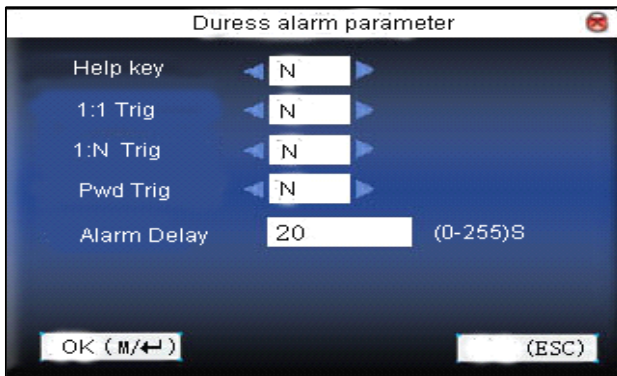 Duress alarm parameter
Help key N
1:1 Trig N
1:N Trig N
Pwd Trig N
Alarm Delay 20 (0-255)S
OK (M/↵) (ESC)